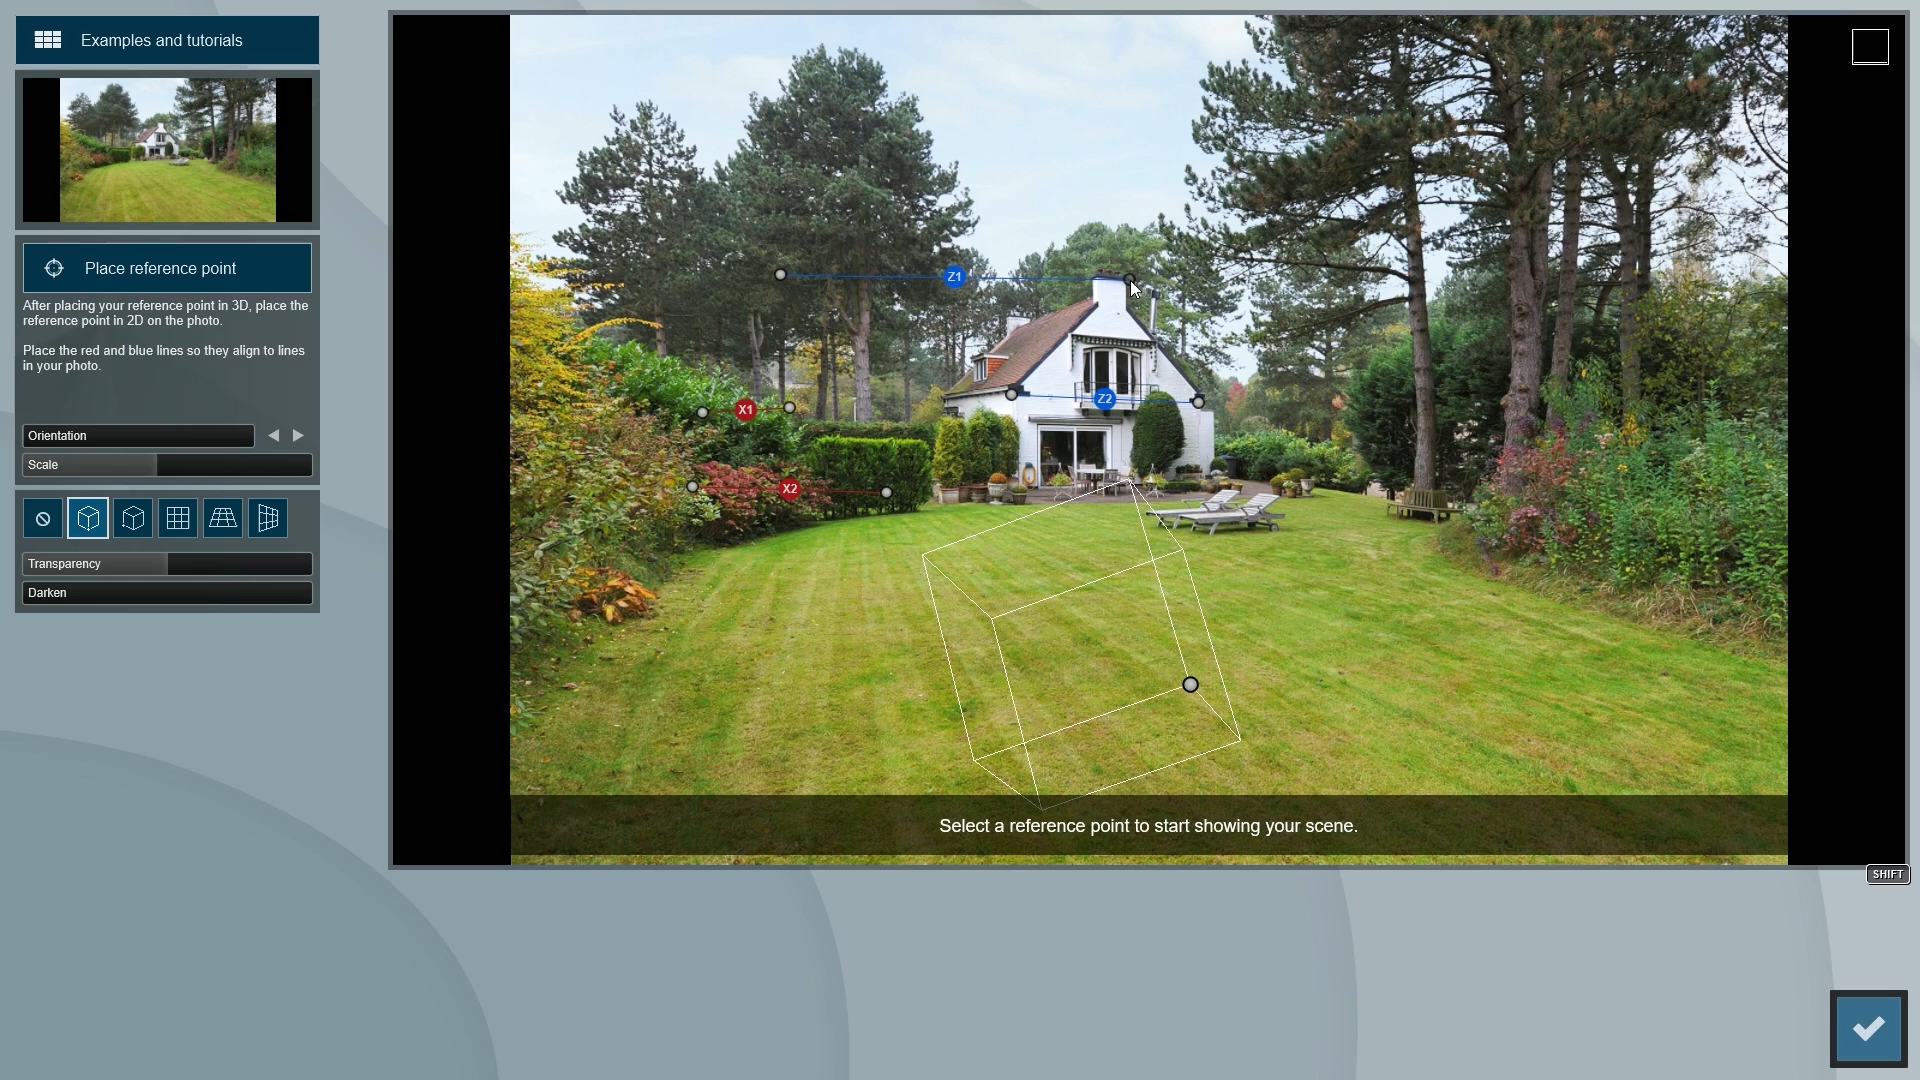 Examples and tutorials
Place reference point
After placing your reference point in 3D, place the
reference point in 2D on the photo.
Place the red and blue lines so they align to lines
in your photo.
Orientation
Scale
Transparency
Darken
Z1
Z2
X1
X2
Select a reference point to start showing your scene.
SHIFT